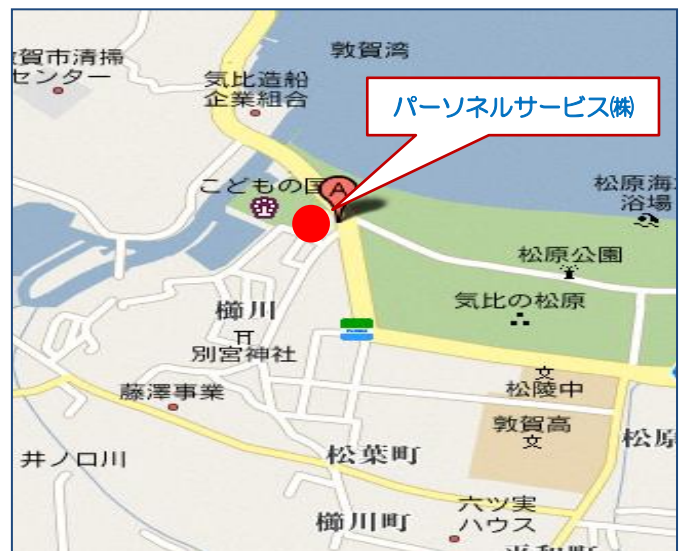 敦賀湾
賀市清掃
センター
気比造船
企業組合
パーソネルサービス㈱
こどもの国
A
松原海
浴場
松原公園
櫛川
気比の松原
別宮神社
文
松陵中
藤澤事業
敦賀高
文
松原
井ノ口川
松葉町
六ツ実
ハウス
櫛川町